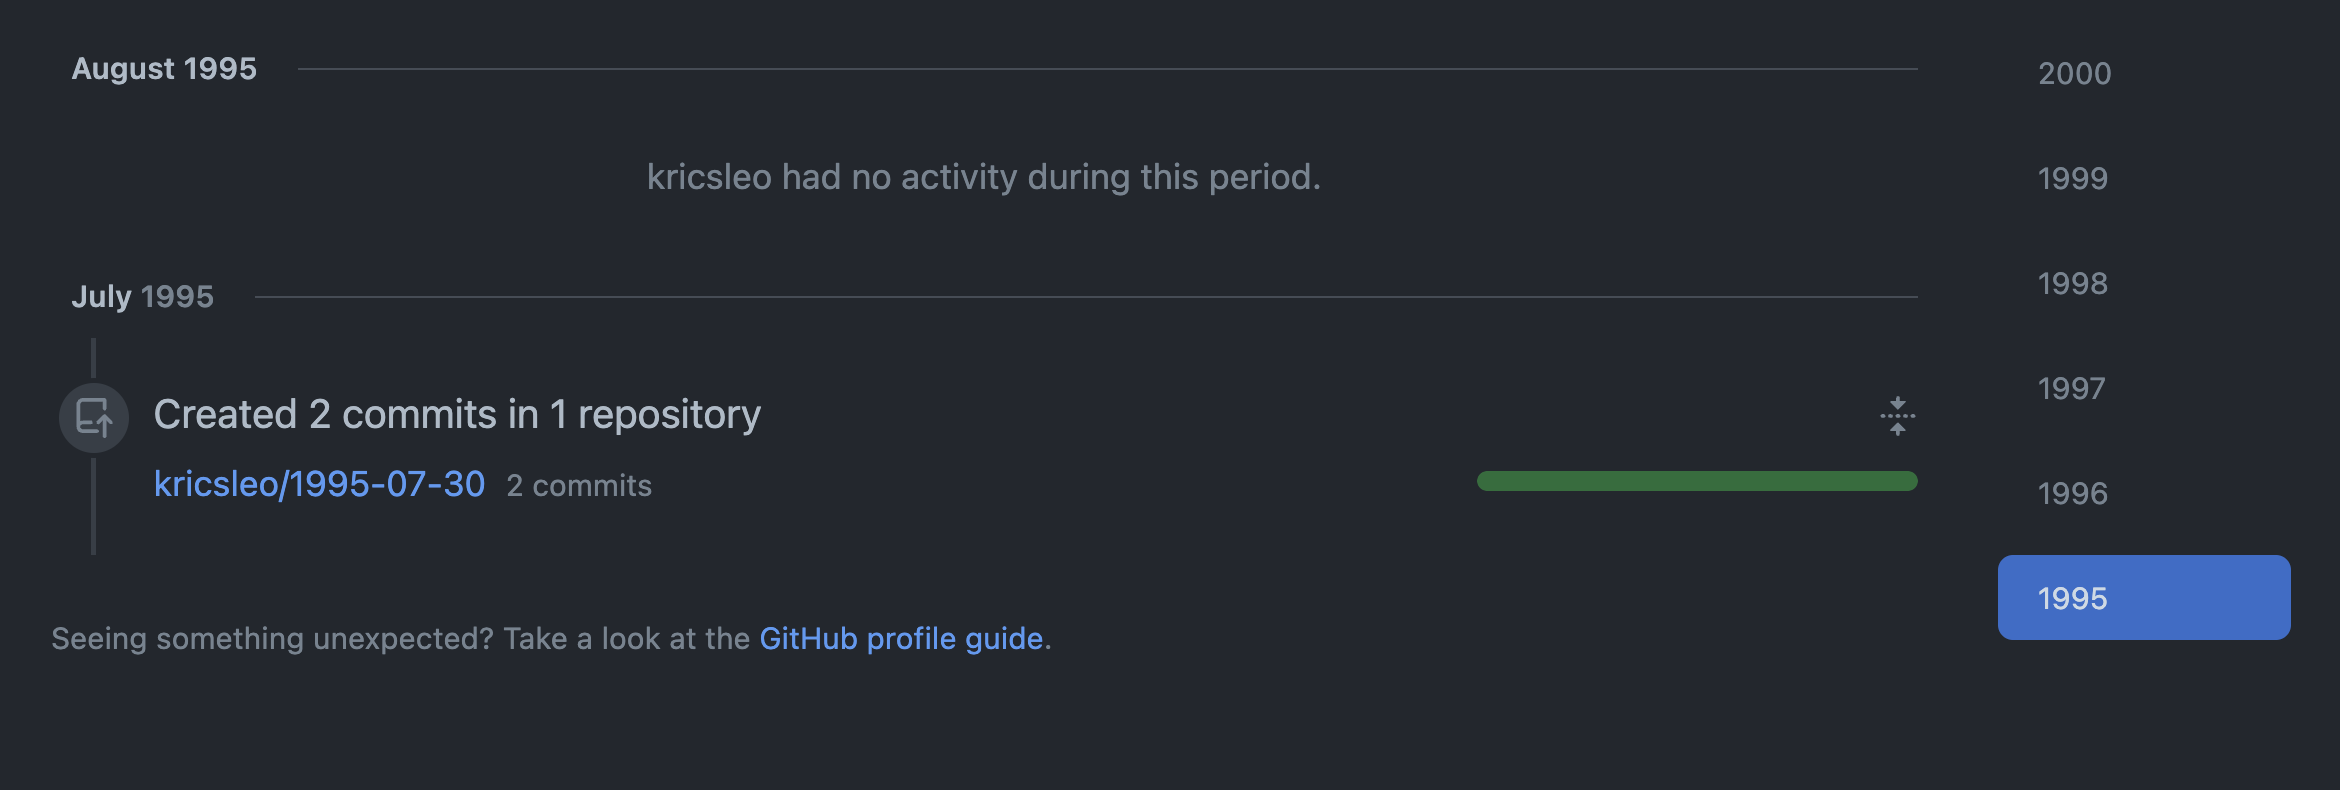 August 1995
kricsleo had no activity during this period.
July 1995
Created 2 commits in 1 repository
kricsleo/1995-07-30 2 commits
Seeing something unexpected? Take a look at the GitHub profile guide.
2000
1999
1998
1997
1996
1995